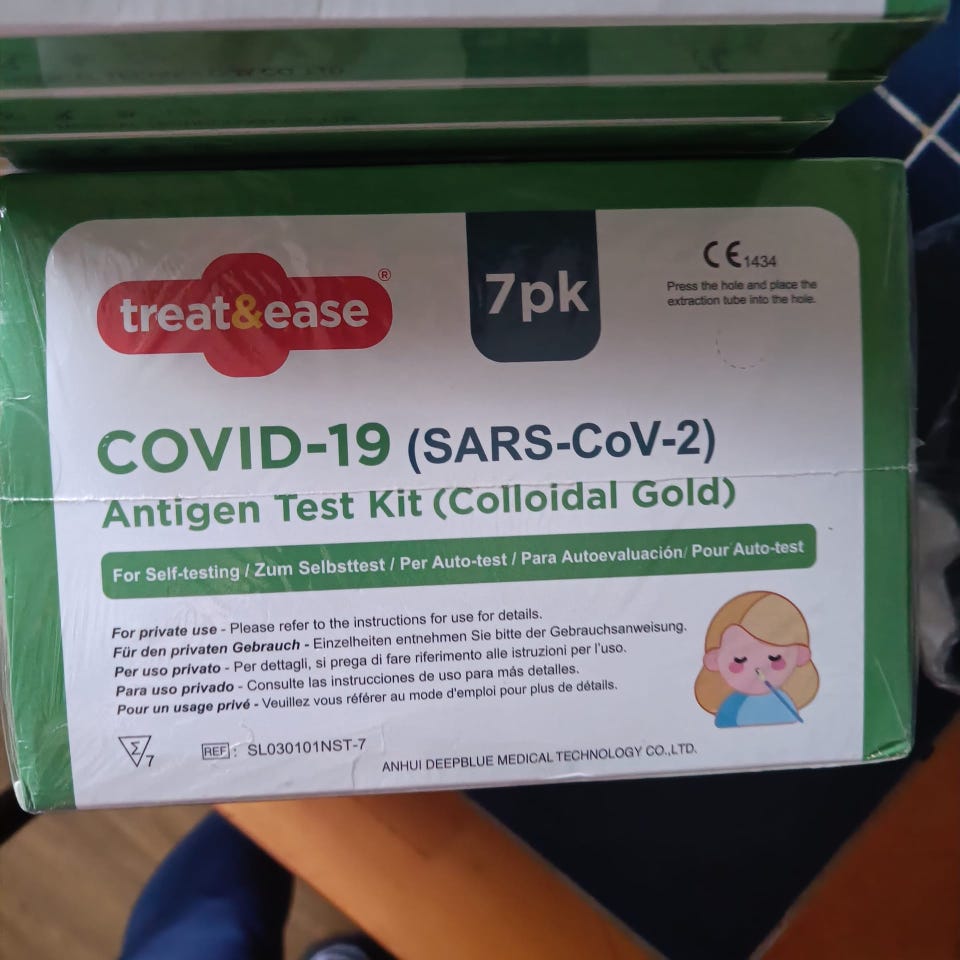 treat&ease®
7pk
CE 1434
Press the hole and place the
extraction tube into the hole.
COVID-19 (SARS-CoV-2)
Antigen Test Kit (Colloidal Gold)
For Self-testing / Zum Selbsttest / Per Auto-test / Para Autoevaluación/ Pour Auto-test
For private use - Please refer to the instructions for use for details.
Für den privaten Gebrauch - Einzelheiten entnehmen Sie bitte der Gebrauchsanweisung.
Per uso privato - Per dettagli, si prega di fare riferimento alle istruzioni per l'uso.
Para uso privado - Consulte las instrucciones de uso para más detalles.
Pour un usage privé - Veuillez vous référer au mode d'emploi pour plus de détails.
Σ 7
REF : SL030101NST-7
ANHUI DEEPBLUE MEDICAL TECHNOLOGY CO.,LTD.